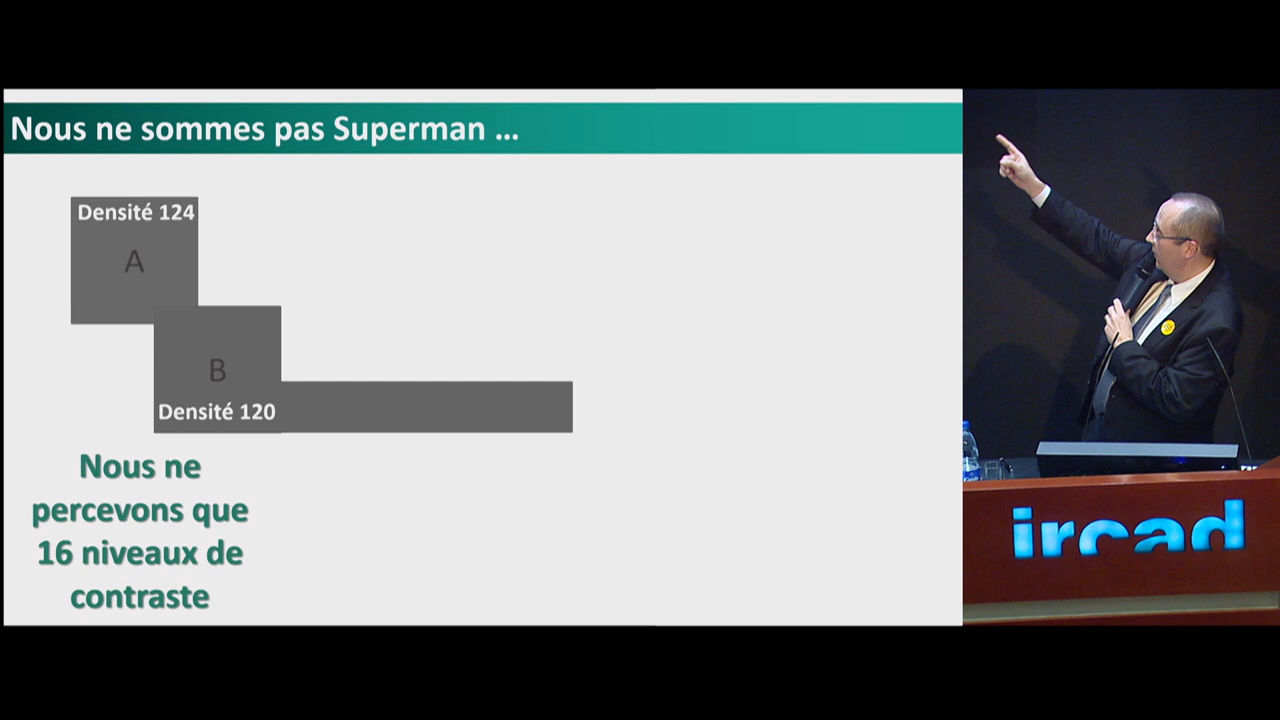 Nous ne sommes pas Superman ...
Densité 124
A
B
Densité 120
Nous ne
percevons que
16 niveaux de
contraste
ircad